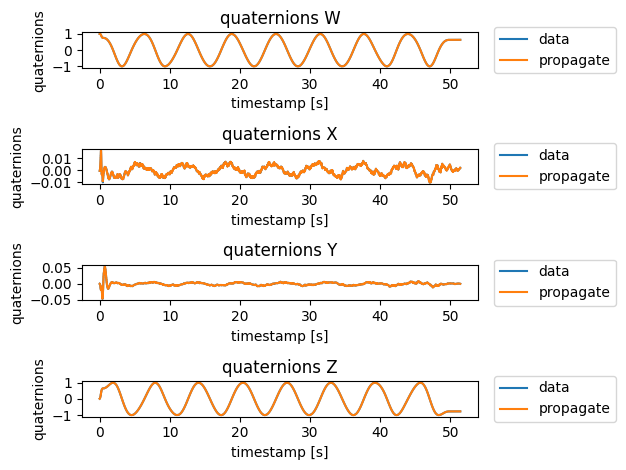 quaternions W
quaternions
1
0
−1
0
10
20
30
40
50
timestamp [s]
data
propagate
quaternions X
quaternions
0.01
0.00
−0.01
0
10
20
30
40
50
timestamp [s]
data
propagate
quaternions Y
quaternions
0.05
0.00
−0.05
0
10
20
30
40
50
timestamp [s]
data
propagate
quaternions Z
quaternions
1
0
−1
0
10
20
30
40
50
timestamp [s]
data
propagate